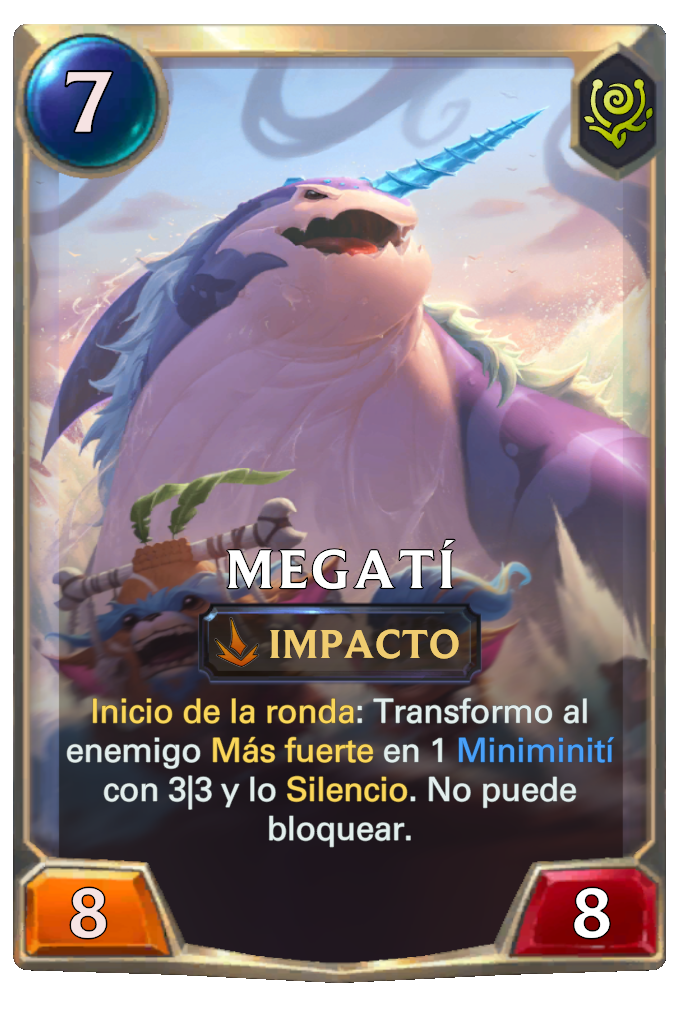 7
MEGATÍ
IMPACTO
Inicio de la ronda: Transformo al
enemigo Más fuerte en 1 Miniminití
con 3|3 y lo Silencio. No puede
bloquear.
8
8